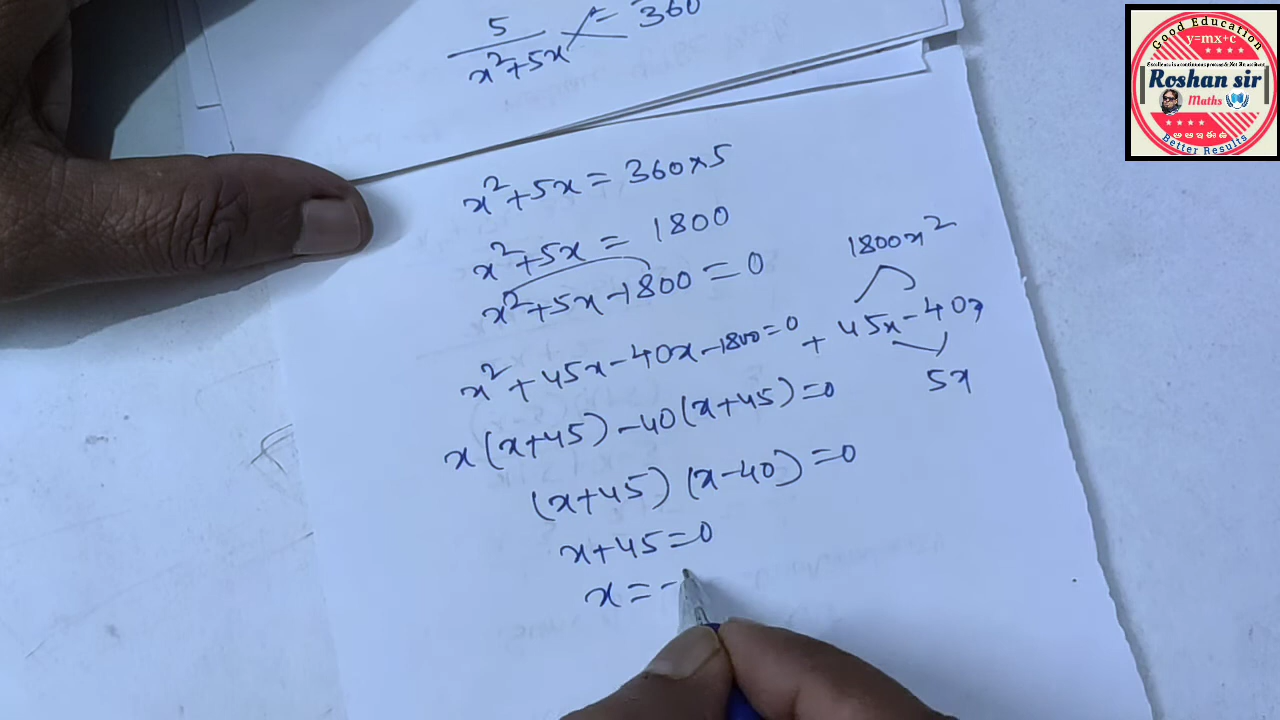 5/(x²+5x) = 360
x²+5x = 360×5
x²+5x = 1800
x²+5x-1800 = 0
x²+45x-40x-1800=0
x(x+45)-40(x+45)=0
(x+45)(x-40)=0
x+45=0
x = -
1800x²
+ 45x-40x
5x
Good Education
y=mx+c
Roshan sir
Maths
Better Results